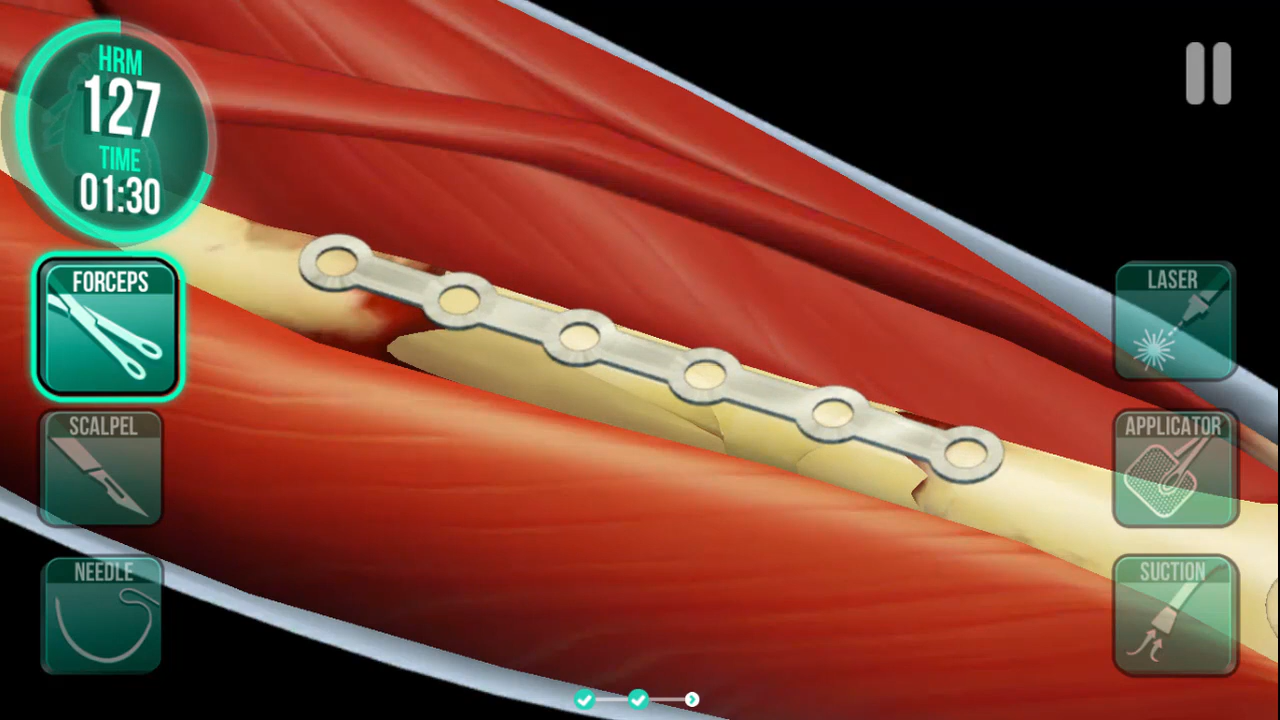 HRM
127
TIME
01:30
FORCEPS
SCALPEL
NEEDLE
LASER
APPLICATOR
SUCTION